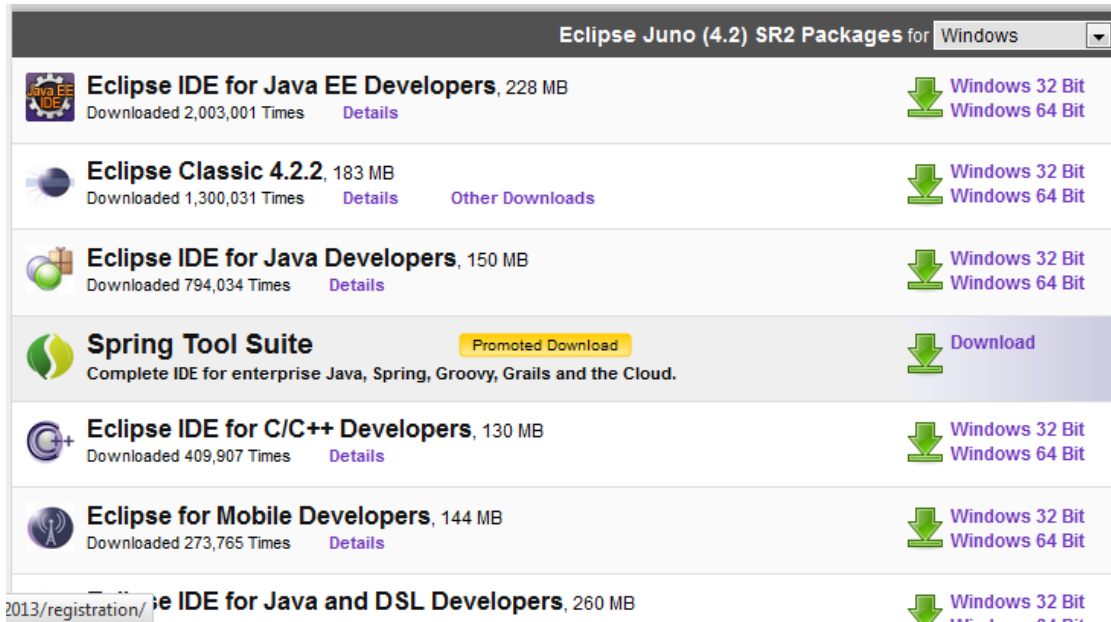 Eclipse Juno (4.2) SR2 Packages for Windows
Java EE IDE
Eclipse IDE for Java EE Developers, 228 MB
Downloaded 2,003,001 Times Details
Windows 32 Bit
Windows 64 Bit
Eclipse Classic 4.2.2, 183 MB
Downloaded 1,300,031 Times Details Other Downloads
Windows 32 Bit
Windows 64 Bit
Eclipse IDE for Java Developers, 150 MB
Downloaded 794,034 Times Details
Windows 32 Bit
Windows 64 Bit
Spring Tool Suite Promoted Download
Complete IDE for enterprise Java, Spring, Groovy, Grails and the Cloud.
Download
C++
Eclipse IDE for C/C++ Developers, 130 MB
Downloaded 409,907 Times Details
Windows 32 Bit
Windows 64 Bit
Eclipse for Mobile Developers, 144 MB
Downloaded 273,765 Times Details
Windows 32 Bit
Windows 64 Bit
se IDE for Java and DSL Developers, 260 MB
2013/registration/
Windows 32 Bit